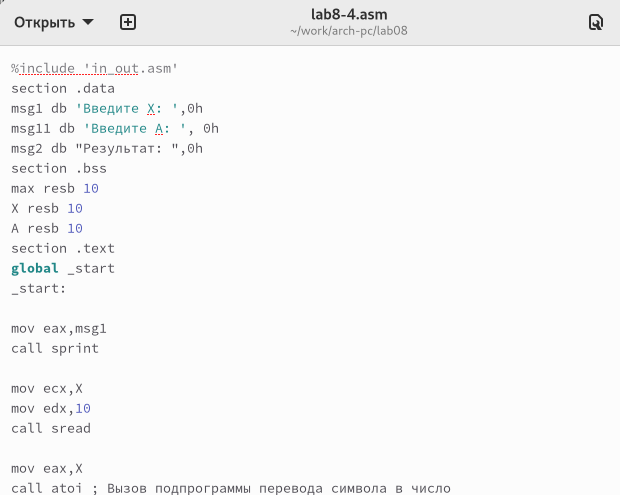 Открыть
lab8-4.asm
~/work/arch-pc/lab08
%include 'in_out.asm'
section .data
msg1 db 'Введите X: ',0h
msg11 db 'Введите A: ', 0h
msg2 db "Результат: ",0h
section .bss
max resb 10
X resb 10
A resb 10
section .text
global _start
_start:
mov eax,msg1
call sprint
mov ecx,X
mov edx,10
call sread
mov eax,X
call atoi ; Вызов подпрограммы перевода символа в число